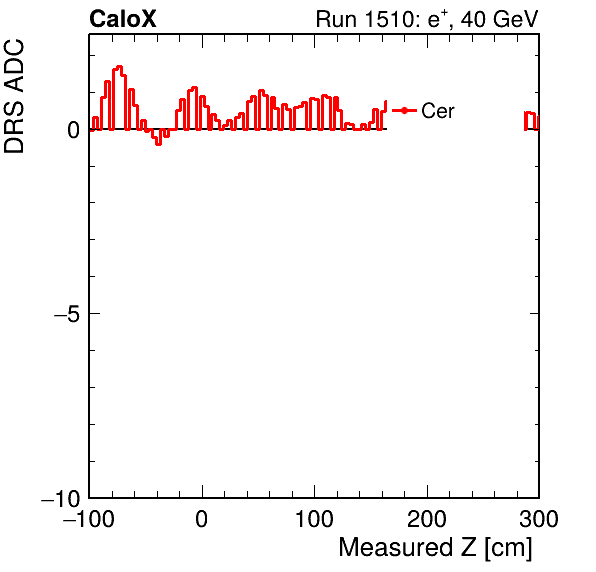 CaloX Run 1510: e⁺, 40 GeV
DRS ADC
Cer
0
−5
−10
−100 0 100 200 300
Measured Z [cm]